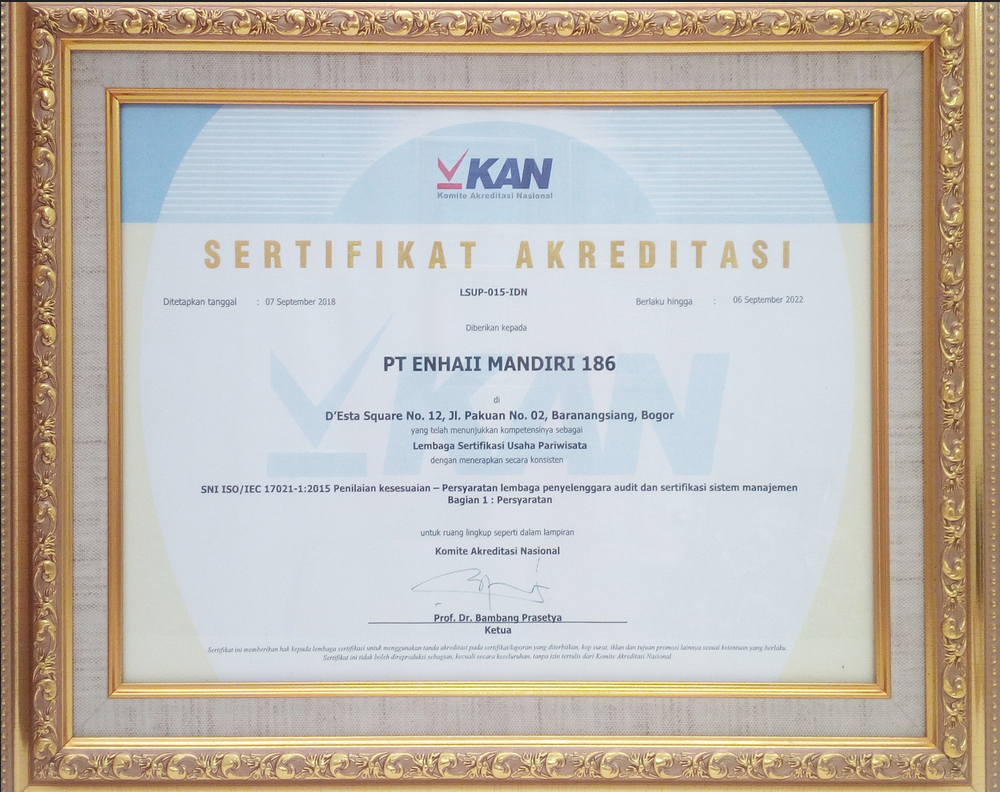 KAN
Komite Akreditasi Nasional
SERTIFIKAT AKREDITASI
LSUP-015-IDN
Ditetapkan tanggal : 07 September 2018
Berlaku hingga : 06 September 2022
Diberikan kepada
PT ENHAII MANDIRI 186
di
D'Esta Square No. 12, Jl. Pakuan No. 02, Baranangsiang, Bogor
yang telah menunjukkan kompetensinya sebagai
Lembaga Sertifikasi Usaha Pariwisata
dengan menerapkan secara konsisten
KAN
SNI ISO/IEC 17021-1:2015 Penilaian kesesuaian – Persyaratan lembaga penyelenggara audit dan sertifikasi sistem manajemen
Bagian 1 : Persyaratan
untuk ruang lingkup seperti dalam lampiran
Komite Akreditasi Nasional
Prof. Dr. Bambang Prasetya
Ketua
Sertifikat ini memberikan hak kepada lembaga sertifikasi untuk menggunakan tanda akreditasi pada sertifikat/laporan yang diterbitkan, kop surat, iklan dan tujuan promosi lainnya sesuai ketentuan yang berlaku.
Sertifikat ini tidak boleh direproduksi sebagian, kecuali secara keseluruhan, tanpa izin tertulis dari Komite Akreditasi Nasional